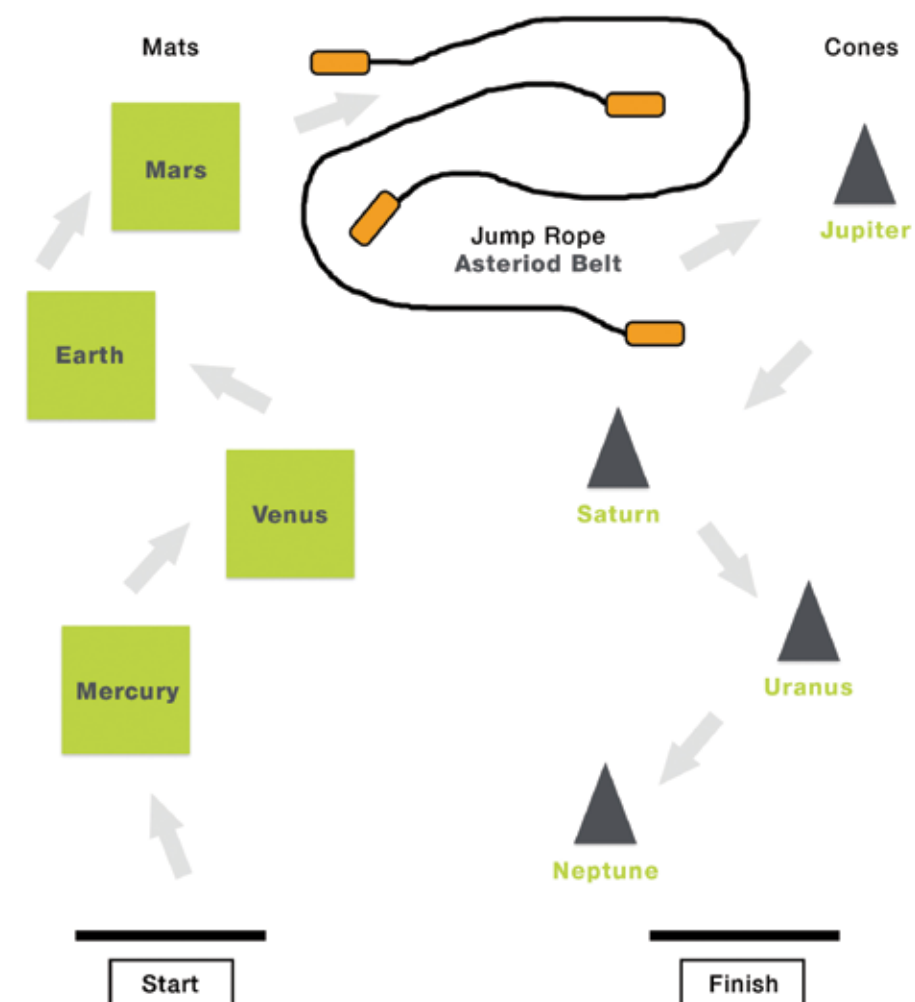 Mats
Cones
Mars
Jupiter
Jump Rope
Asteriod Belt
Earth
Venus
Saturn
Mercury
Uranus
Neptune
Start
Finish